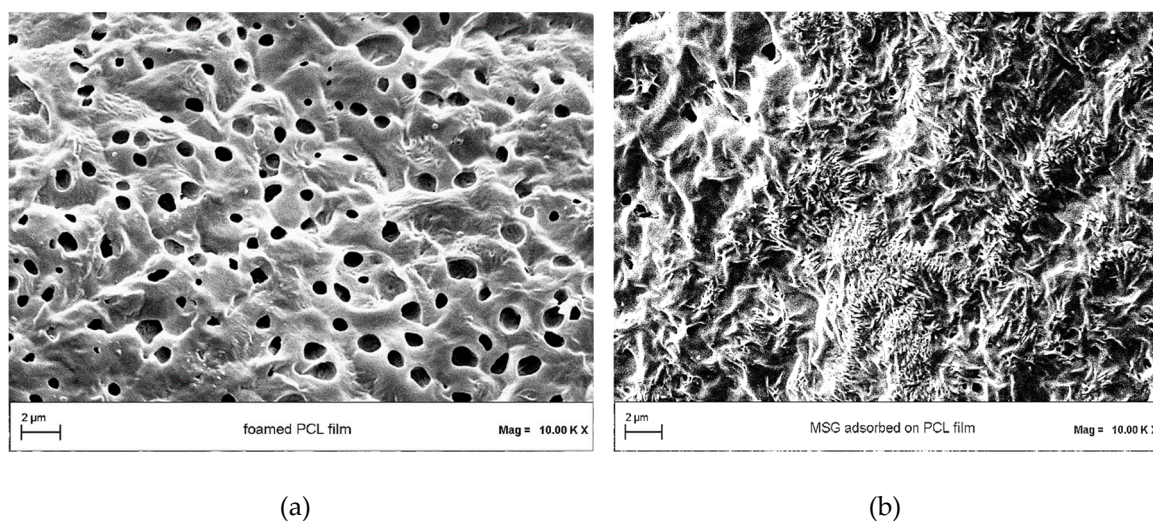 2 µm
foamed PCL film
Mag = 10.00 K X
2 µm
MSG adsorbed on PCL film
Mag = 10.00 K X
(a)
(b)